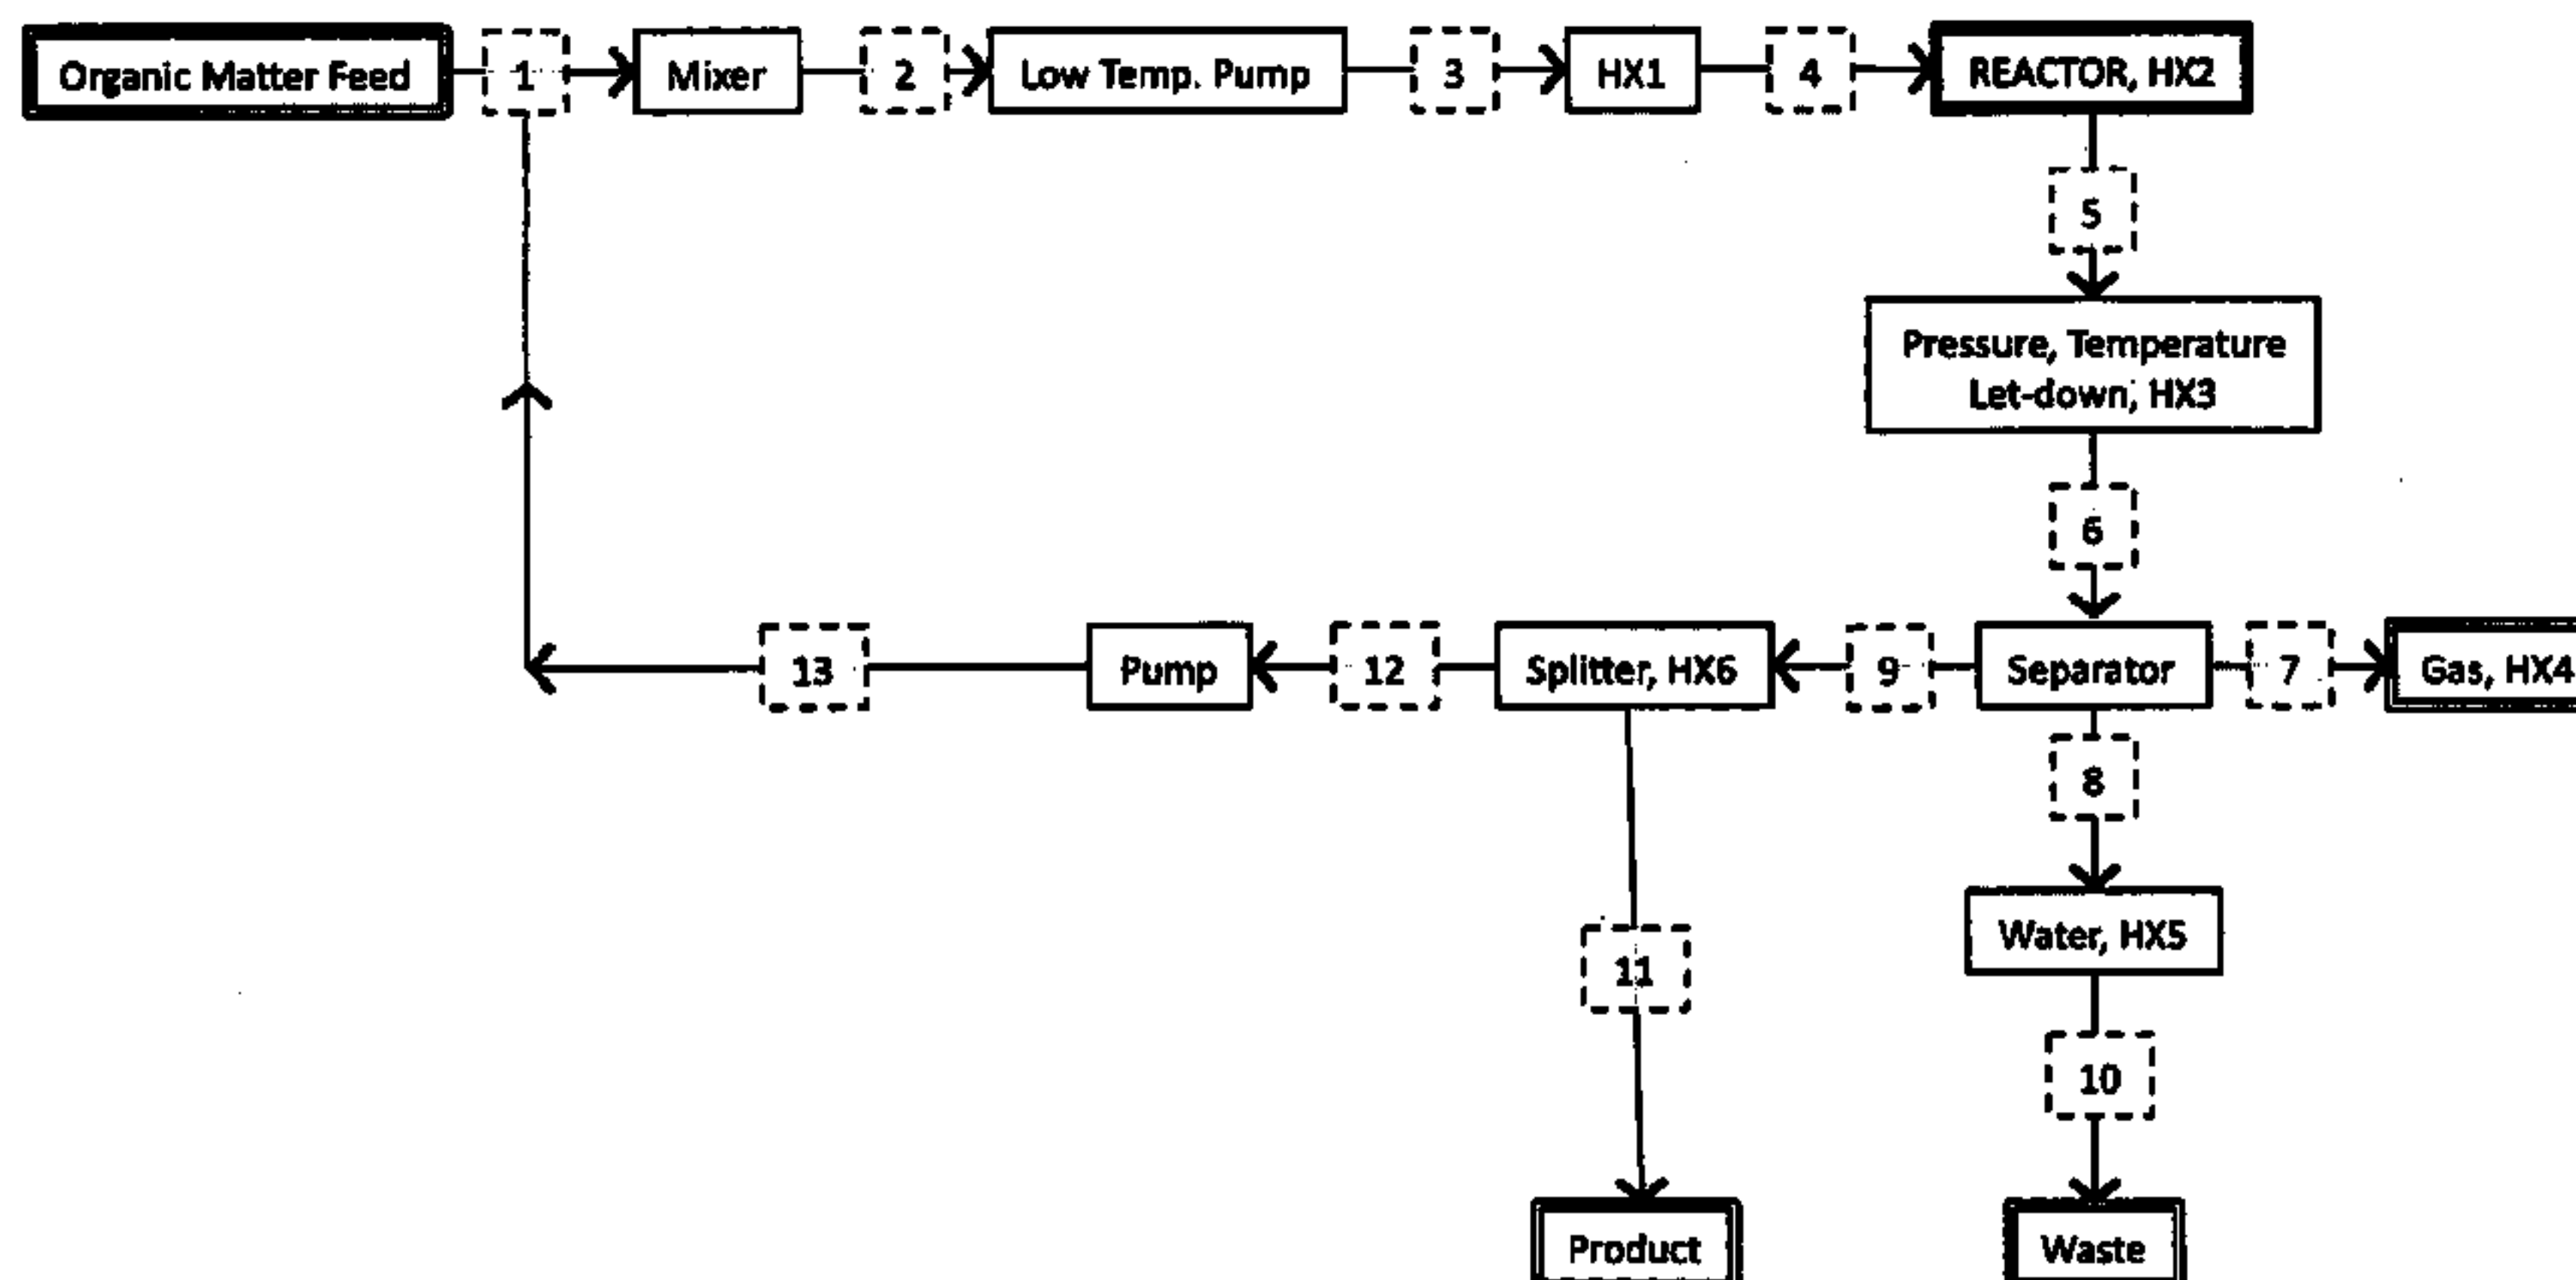 Organic Matter Feed
1
Mixer
2
Low Temp. Pump
3
HX1
4
REACTOR, HX2
5
Pressure, Temperature
Let-down, HX3
6
13
Pump
12
Splitter, HX6
9
Separator
7
Gas, HX4
8
Water, HX5
11
10
Product
Waste